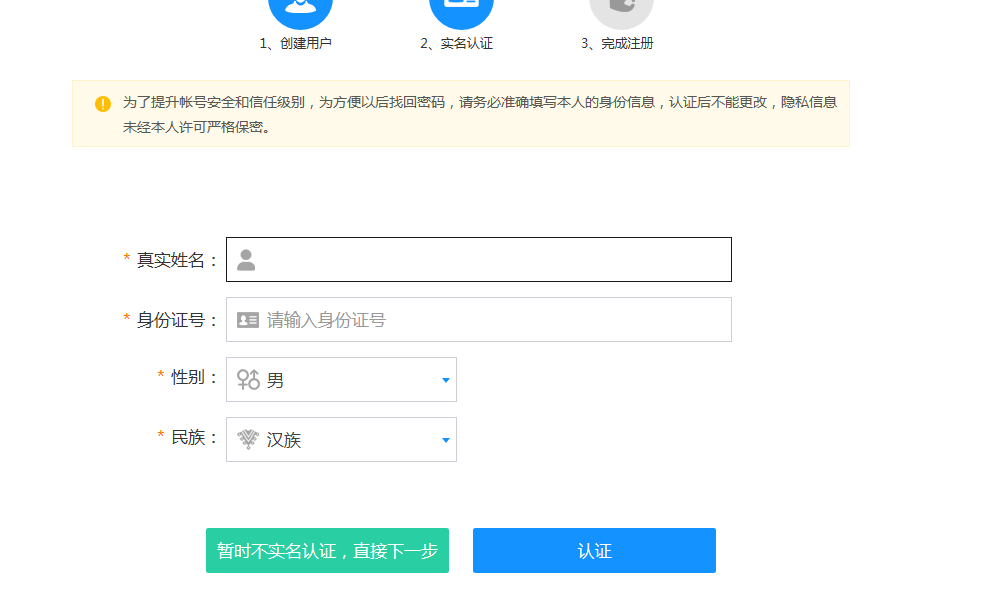 1、创建用户 2、实名认证 3、完成注册
为了提升帐号安全和信任级别，为方便以后找回密码，请务必准确填写本人的身份信息，认证后不能更改，隐私信息
未经本人许可严格保密。
* 真实姓名：
* 身份证号： 请输入身份证号
* 性别： 男
* 民族： 汉族
暂时不实名认证，直接下一步 认证